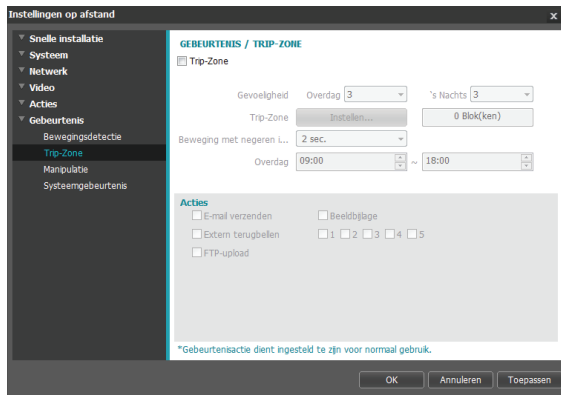 Instellingen op afstand x
Snelle installatie
Systeem
Netwerk
Video
Acties
Gebeurtenis
Bewegingsdetectie
Trip-Zone
Manipulatie
Systeemgebeurtenis
GEBEURTENIS / TRIP-ZONE
Trip-Zone
Gevoeligheid Overdag 3 's Nachts 3
Trip-Zone Instellen... 0 Blok(ken)
Beweging met negeren i... 2 sec.
Overdag 09:00 ~ 18:00
Acties
E-mail verzenden Beeldbijlage
Extern terugbellen 1 2 3 4 5
FTP-upload
*Gebeurtenisactie dient ingesteld te zijn voor normaal gebruik.
OK Annuleren Toepassen